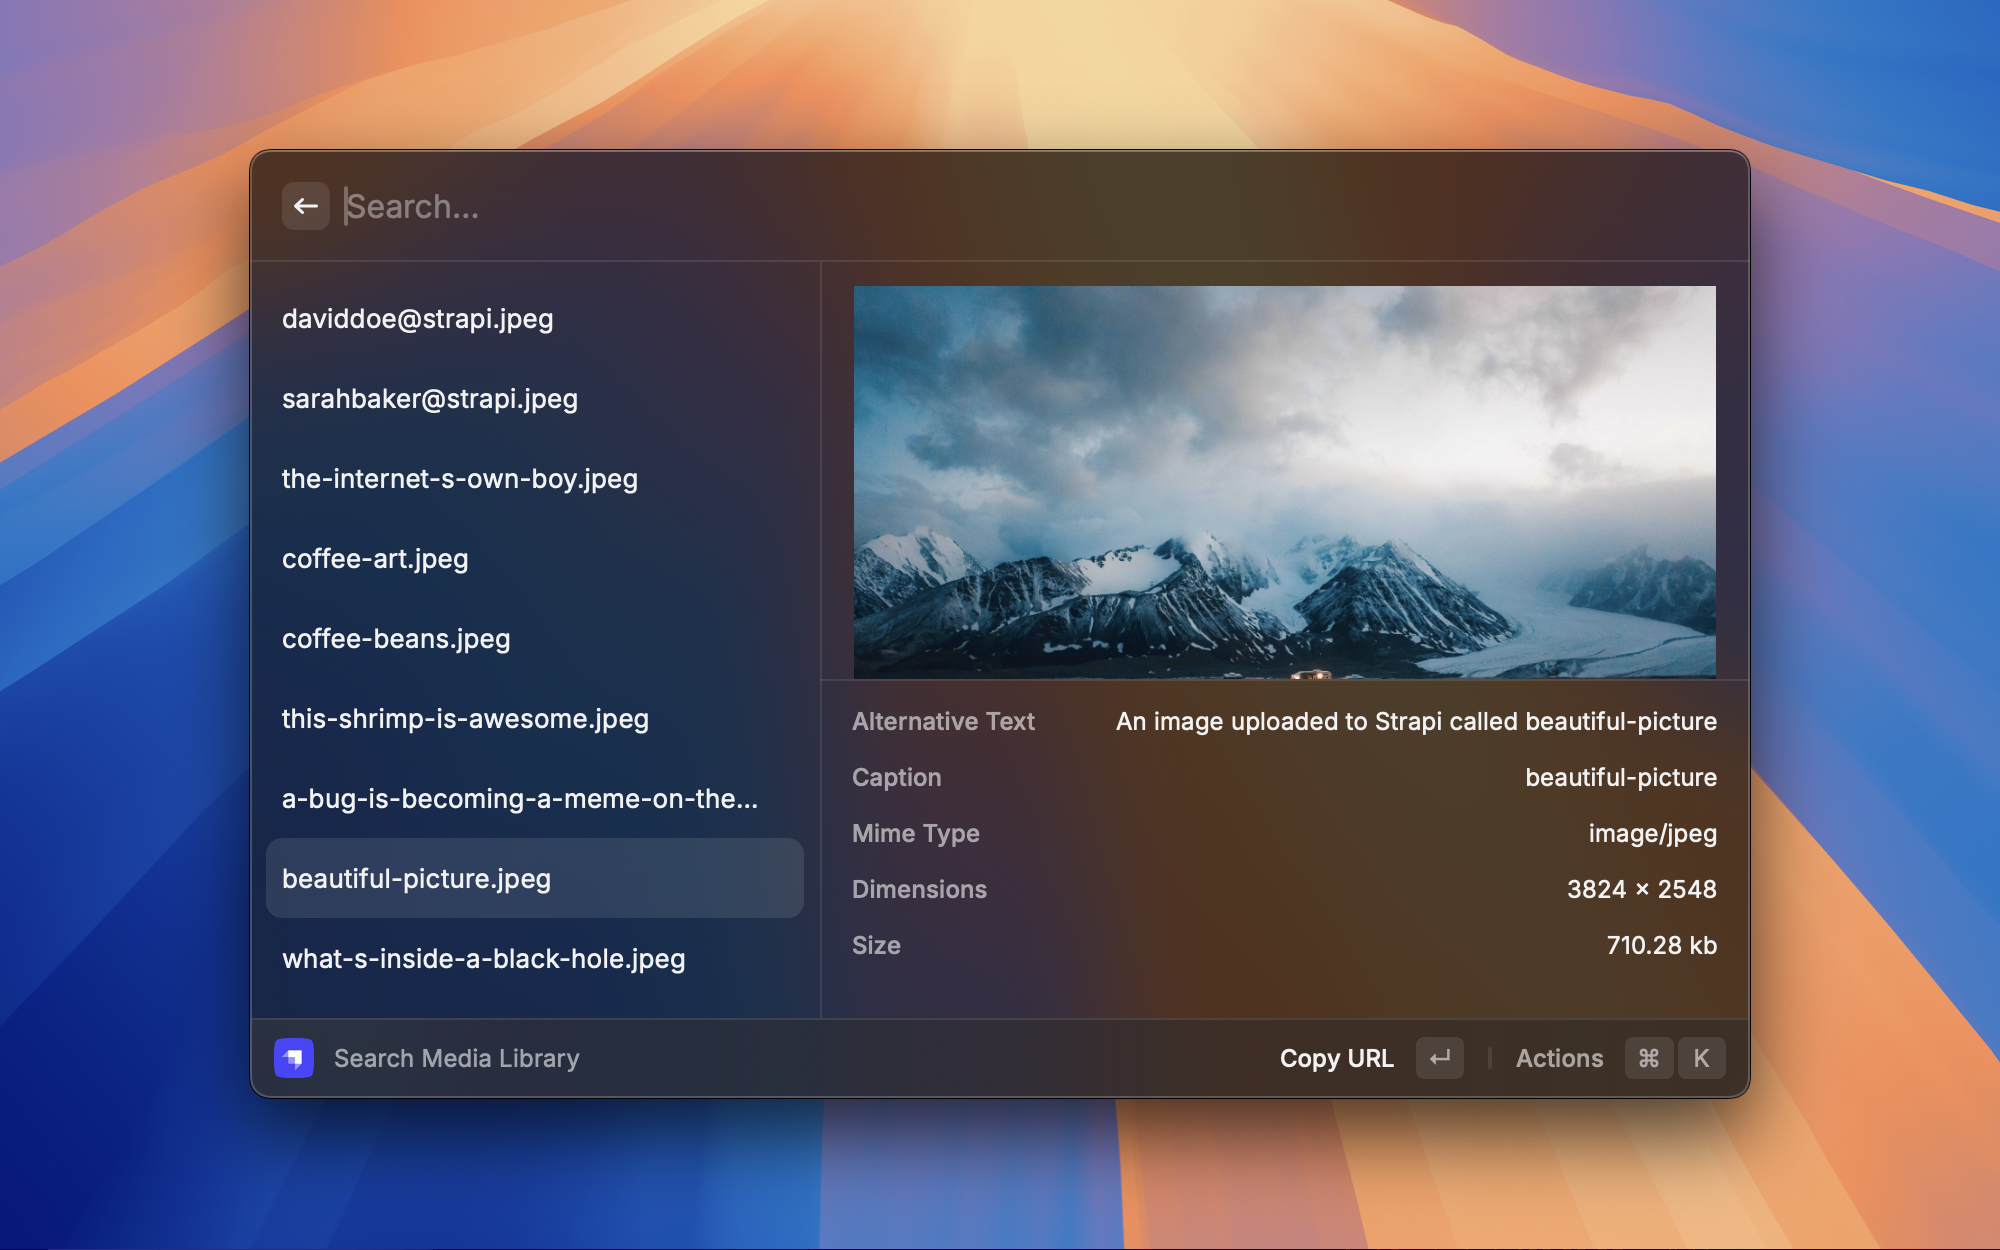 Search...
daviddoe@strapi.jpeg
sarahbaker@strapi.jpeg
the-internet-s-own-boy.jpeg
coffee-art.jpeg
coffee-beans.jpeg
this-shrimp-is-awesome.jpeg
a-bug-is-becoming-a-meme-on-the...
beautiful-picture.jpeg
what-s-inside-a-black-hole.jpeg
Alternative Text An image uploaded to Strapi called beautiful-picture
Caption beautiful-picture
Mime Type image/jpeg
Dimensions 3824 × 2548
Size 710.28 kb
Search Media Library Copy URL ↵ Actions ⌘ K